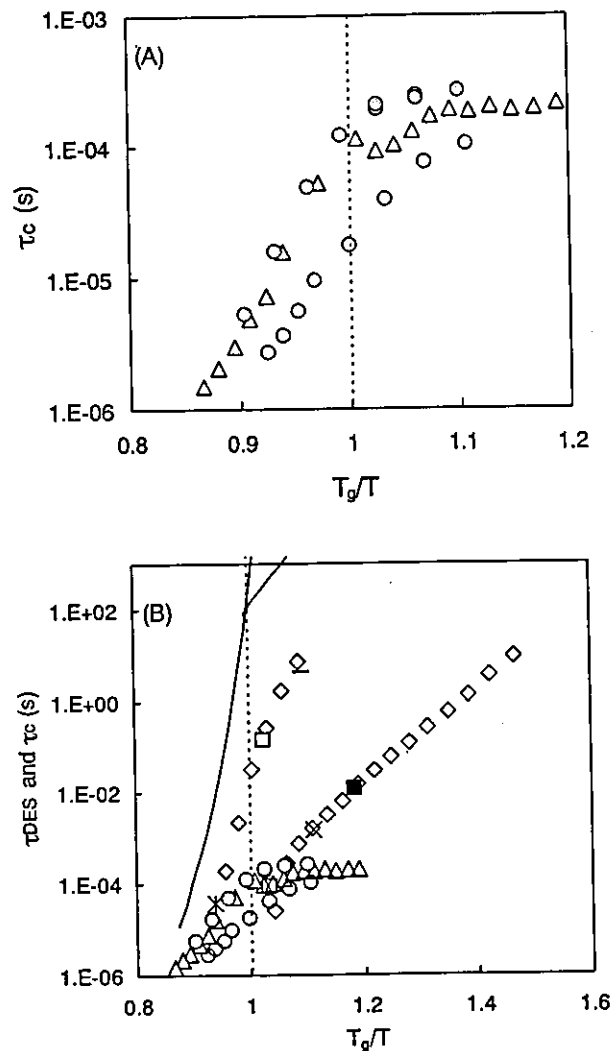 1.E-03
(A)
1.E-04
τc (s)
1.E-05
1.E-06
0.8 0.9 1 1.1 1.2
Tg/T
(B)
1.E+02
1.E+00
τDES and τc (s)
1.E-02
1.E-04
1.E-06
0.8 1 1.2 1.4 1.6
Tg/T